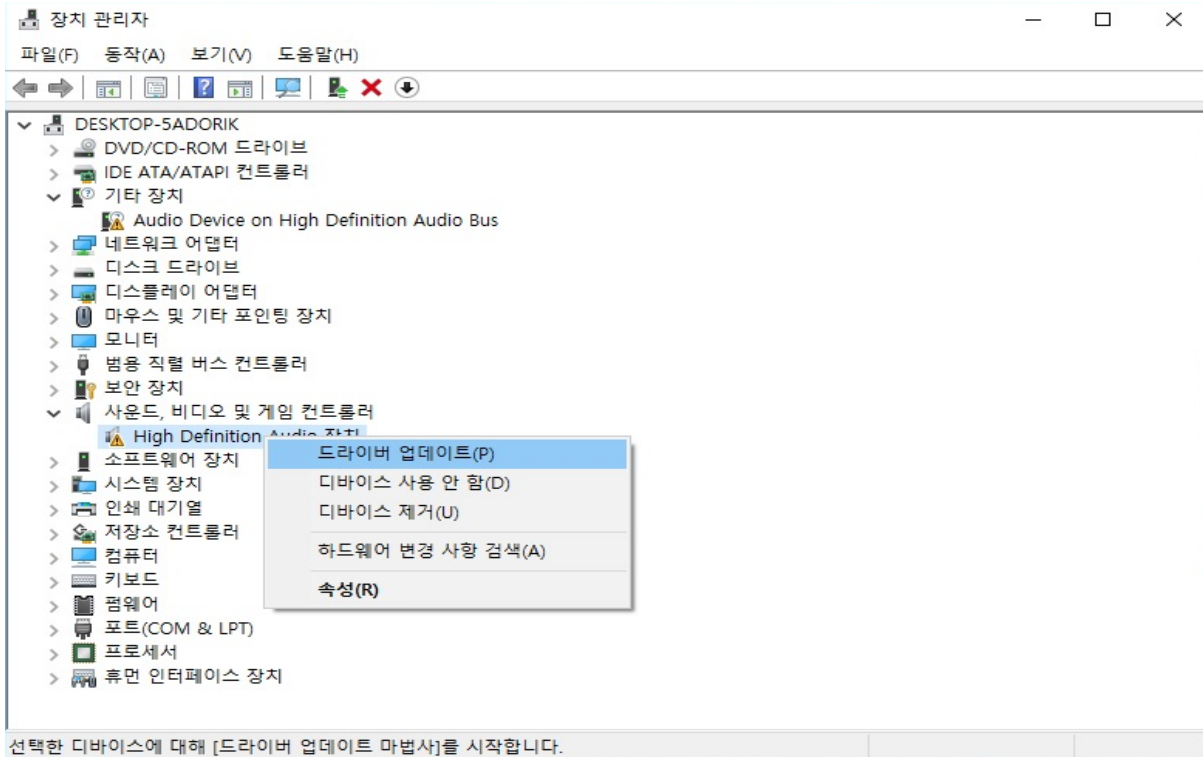 장치 관리자
파일(F) 동작(A) 보기(V) 도움말(H)
DESKTOP-5ADORIK
DVD/CD-ROM 드라이브
IDE ATA/ATAPI 컨트롤러
기타 장치
Audio Device on High Definition Audio Bus
네트워크 어댑터
디스크 드라이브
디스플레이 어댑터
마우스 및 기타 포인팅 장치
모니터
범용 직렬 버스 컨트롤러
보안 장치
사운드, 비디오 및 게임 컨트롤러
High Definition Audio 장치
드라이버 업데이트(P)
디바이스 사용 안 함(D)
디바이스 제거(U)
하드웨어 변경 사항 검색(A)
속성(R)
소프트웨어 장치
시스템 장치
인쇄 대기열
저장소 컨트롤러
컴퓨터
키보드
펌웨어
포트(COM & LPT)
프로세서
휴먼 인터페이스 장치
선택한 디바이스에 대해 [드라이버 업데이트 마법사]를 시작합니다.